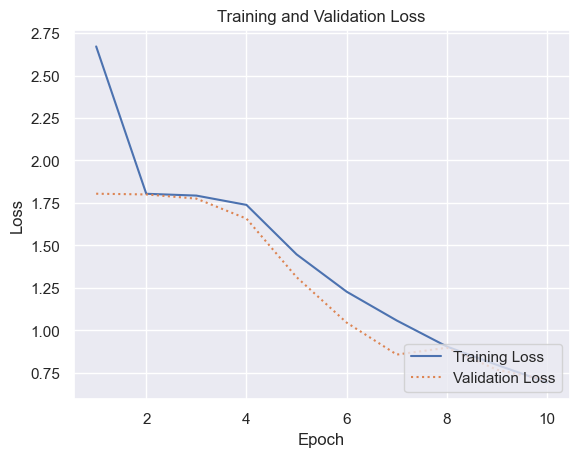 Training and Validation Loss
2.75
2.50
2.25
2.00
1.75
1.50
1.25
1.00
0.75
Loss
Training Loss
Validation Loss
2
4
6
8
10
Epoch